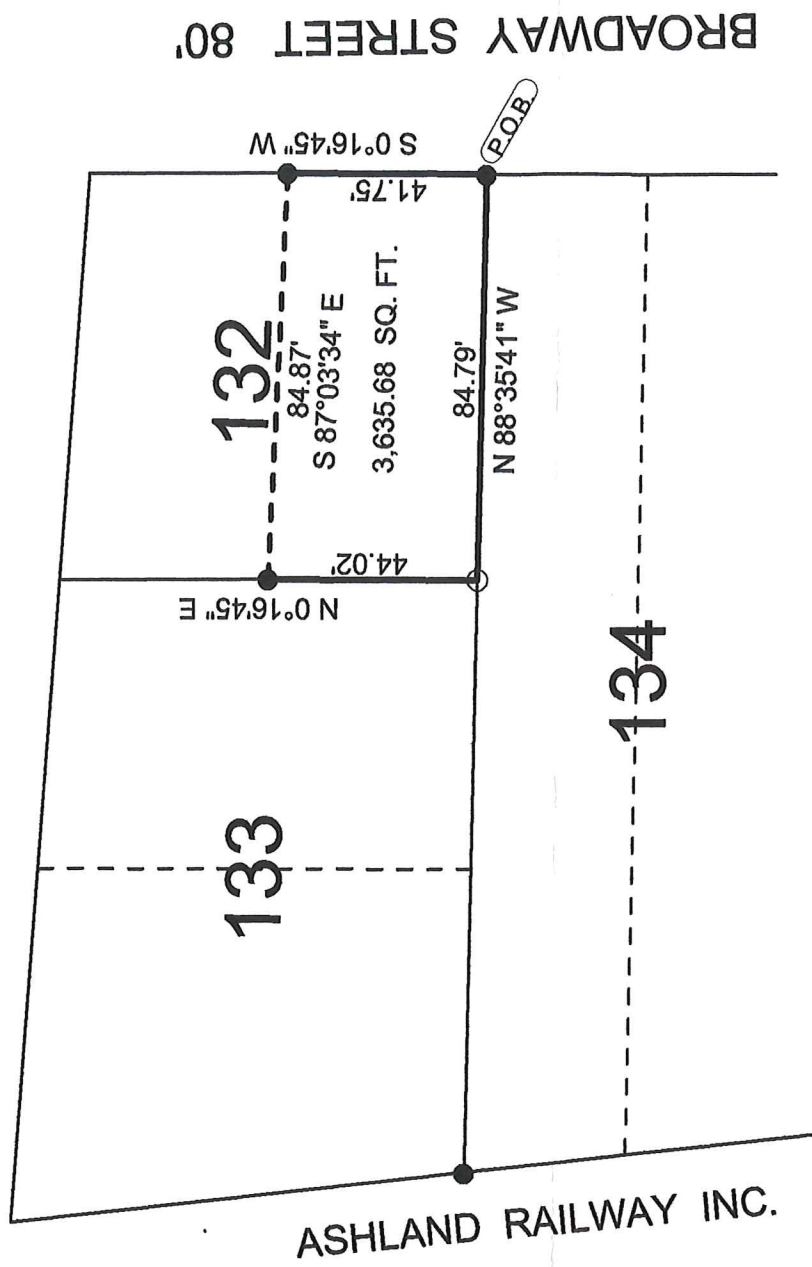 BROADWAY STREET 80'
P.O.B.
S 0°16'45" W
41.75'
132
84.87'
S 87°03'34" E
3,635.68 SQ. FT.
84.79'
N 88°35'41" W
44.02'
N 0°16'45" E
133
134
ASHLAND RAILWAY INC.